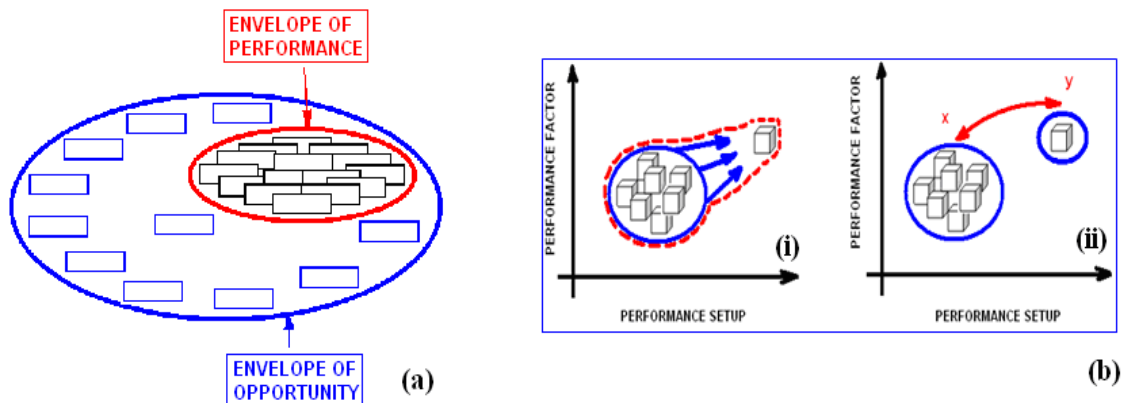 ENVELOPE OF
PERFORMANCE
ENVELOPE OF
OPPORTUNITY
(a)
PERFORMANCE FACTOR
(i)
PERFORMANCE SETUP
PERFORMANCE FACTOR
x
y
(ii)
PERFORMANCE SETUP
(b)